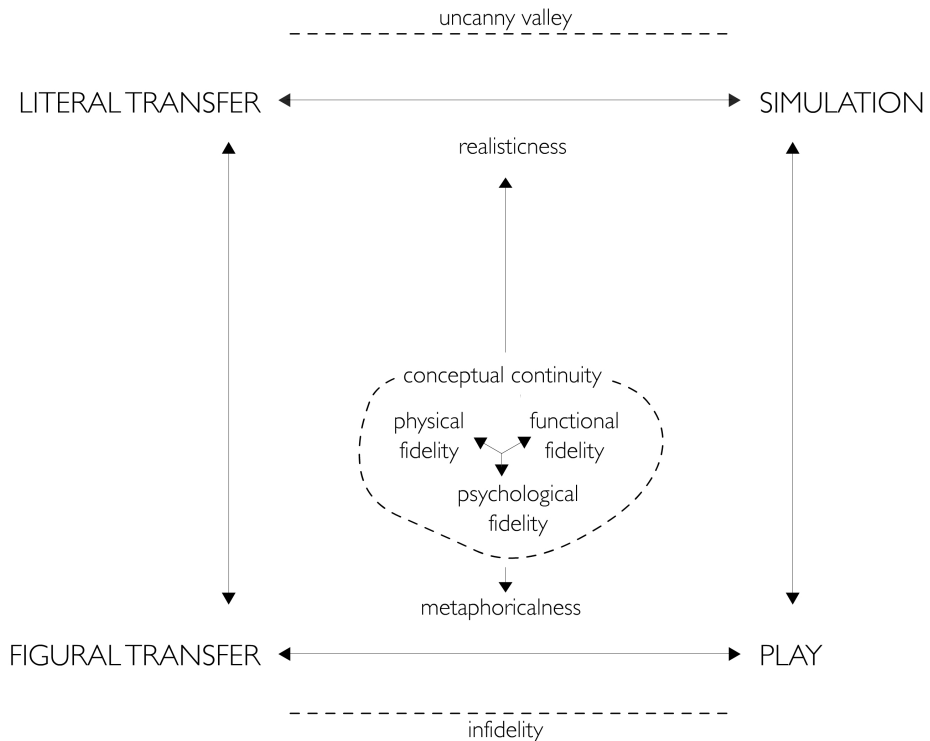 uncanny valley
LITERAL TRANSFER
SIMULATION
realisticness
conceptual continuity
physical
fidelity
functional
fidelity
psychological
fidelity
metaphoricalness
FIGURAL TRANSFER
PLAY
infidelity